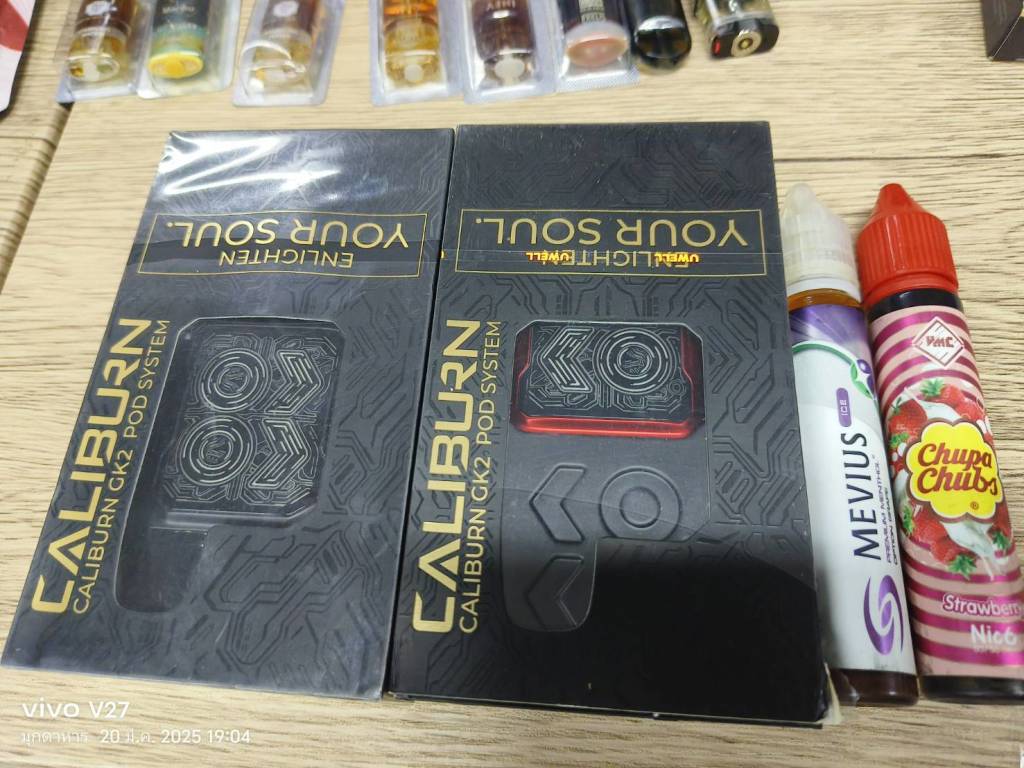 ENLIGHTEN
YOUR SOUL.
CALIBURN
CALIBURN GK2 POD SYSTEM
ENLIGHTEN
YOUR SOUL.
UWELL
UWELL
CALIBURN
CALIBURN GK2 POD SYSTEM
MEVIUS
ICE
PREMIUM MENTHOL
VMC
Chupa
Chubs
Strawberry
Nic6
vivo V27
มุกดาหาร 20 มี.ค. 2025 19:04